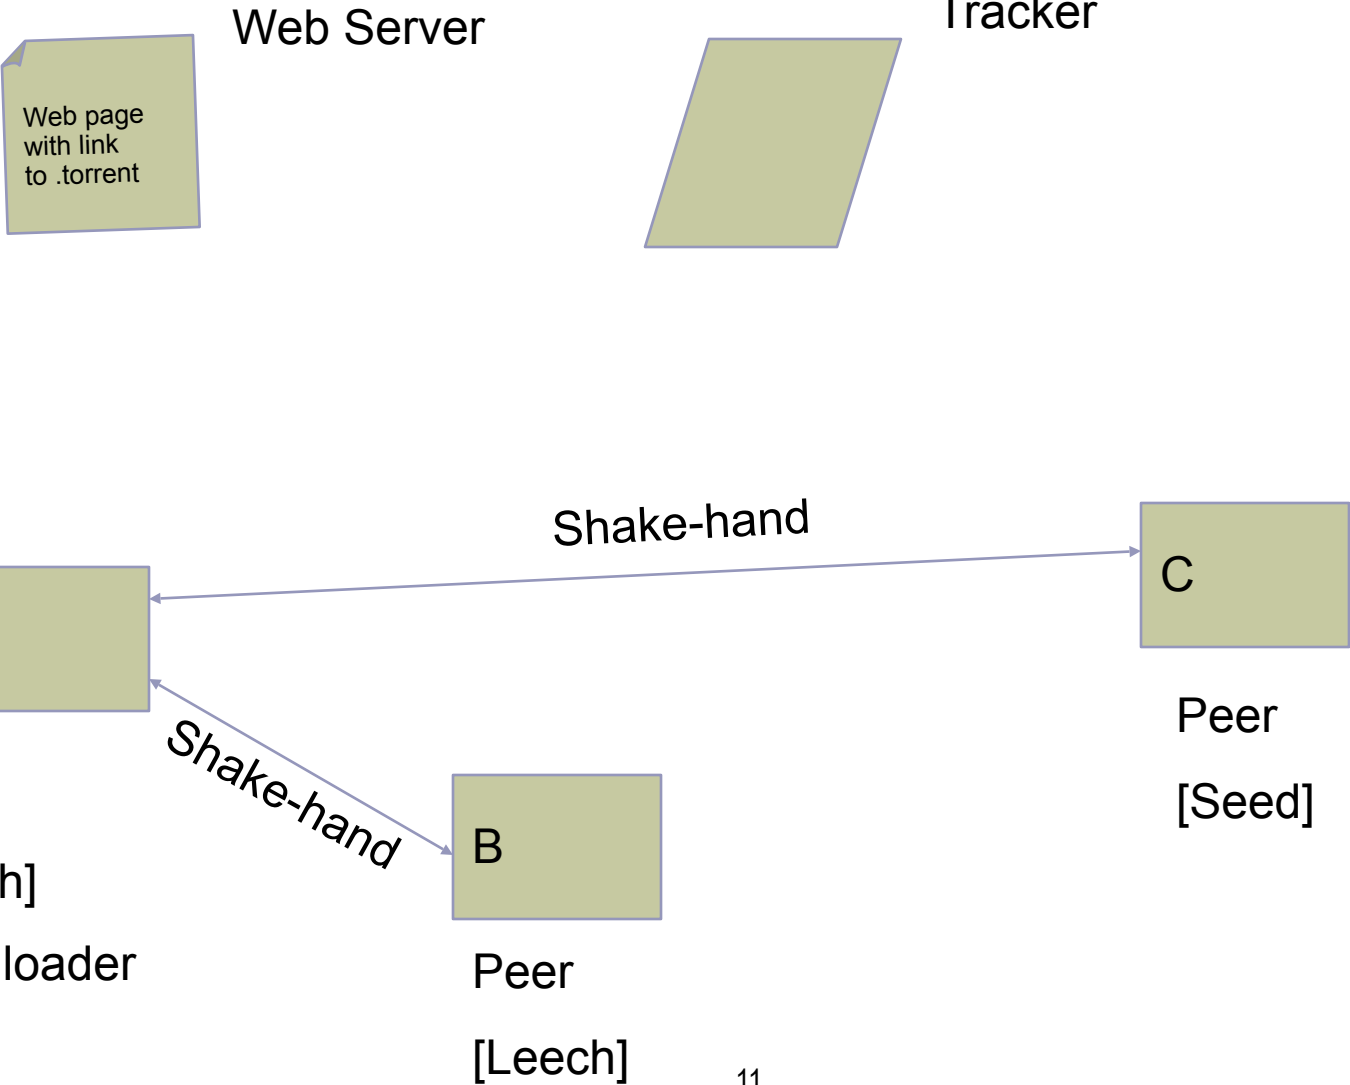 Web Server
Tracker
Web page
with link
to .torrent
Shake-hand
C
Peer
[Seed]
Shake-hand
B
h]
loader
Peer
[Leech]
11